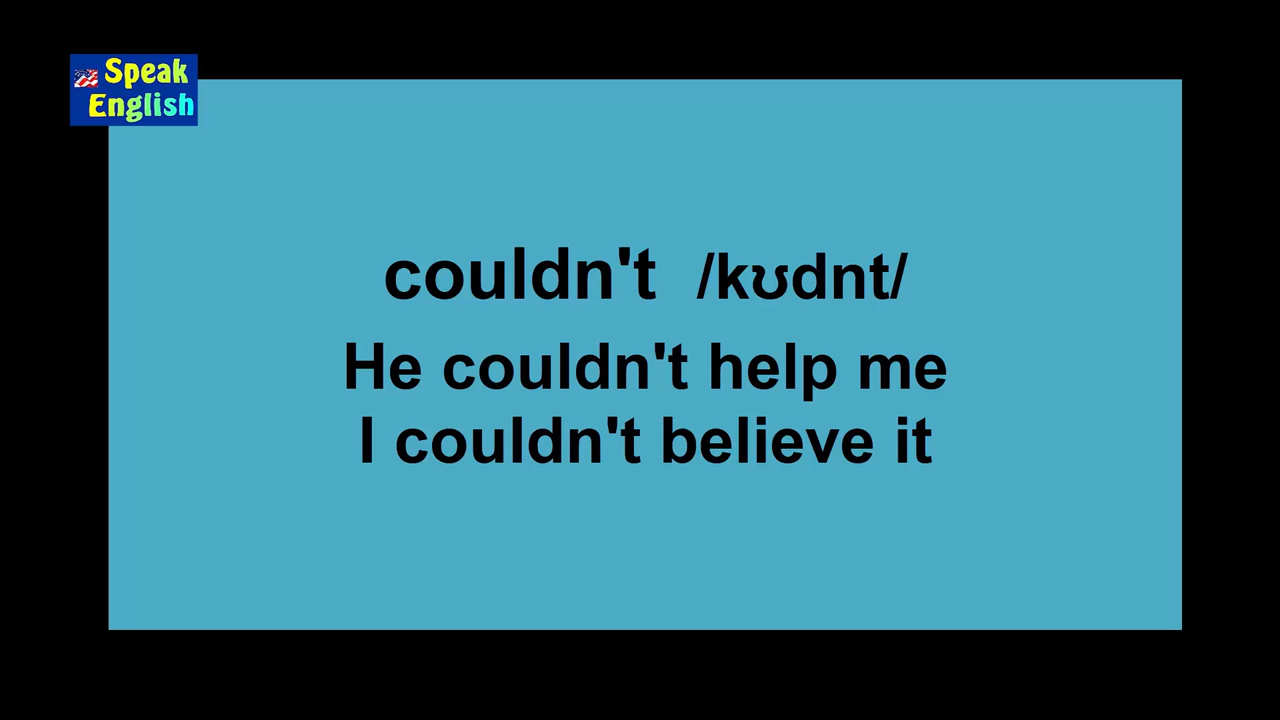 Speak
English
couldn't /kʊdnt/
He couldn't help me
I couldn't believe it